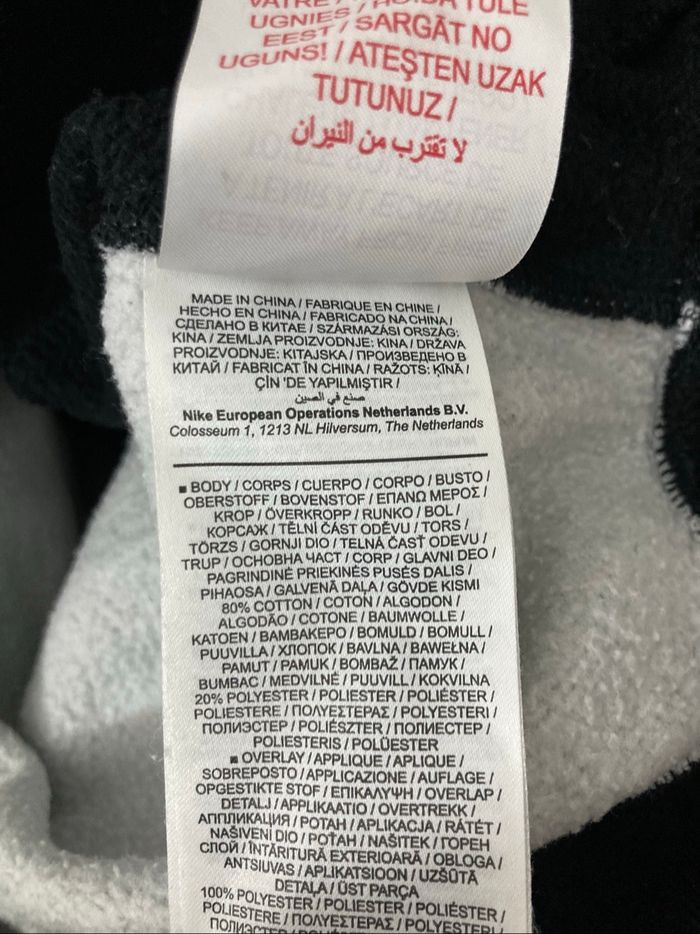 UGNIES / HOIDA TULE
EEST / SARGĀT NO
UGUNS! / ATEŞTEN UZAK
TUTUNUZ /
لا تقترب من النيران
MADE IN CHINA / FABRIQUE EN CHINE /
HECHO EN CHINA / FABRICADO NA CHINA /
СДЕЛАНО В КИТАЕ / SZÁRMAZÁSI ORSZÁG:
KINA / ZEMLJA PROIZVODNJE: KINA / DRŽAVA
PROIZVODNJE: KITAJSKA / ПРОИЗВЕДЕНО В
КИТАЙ / FABRICAT ÎN CHINA / RAŽOTS: ĶĪNĀ /
ÇİN 'DE YAPILMIŞTIR /
صنع في الصين
Nike European Operations Netherlands B.V.
Colosseum 1, 1213 NL Hilversum, The Netherlands
■ BODY / CORPS / CUERPO / CORPO / BUSTO /
OBERSTOFF / BOVENSTOF / ΕΠΑΝΩ ΜΕΡΟΣ /
KROP / ÖVERKROPP / RUNKO / BOL /
КОРСАЖ / TĚLNÍ ČÁST ODĚVU / TORS /
TÖRZS / GORNJI DIO / TELNÁ ČASŤ ODEVU /
TRUP / ОСНОВНА ЧАСТ / CORP / GLAVNI DEO /
PAGRINDINĖ PRIEKINĖS PUSĖS DALIS /
PIHAOSA / GALVENĀ DAĻA / GÖVDE KISMI
80% COTTON / COTON / ALGODON /
ALGODÃO / COTONE / BAUMWOLLE /
KATOEN / BAMBAKEPO / BOMULD / BOMULL /
PUUVILLA / ХЛОПОК / BAVLNA / BAWEŁNA /
PAMUT / PAMUK / BOMBAŽ / ПАМУК /
BUMBAC / MEDVILNĖ / PUUVILL / KOKVILNA
20% POLYESTER / POLIESTER / POLIÉSTER /
POLIESTERE / ΠΟΛΥΕΣΤΕΡΑΣ / POLYESTERI /
ПОЛИЭСТЕР / POLIÉSZTER / ПОЛИЕСТЕР /
POLIESTERIS / POLÜESTER
■ OVERLAY / APPLIQUE / APLIQUE /
SOBREPOSTO / APPLICAZIONE / AUFLAGE /
OPGESTIKTE STOF / ΕΠΙΚΑΛΥΨΗ / OVERLAP /
DETALJ / APPLIKAATIO / OVERTREKK /
АППЛИКАЦИЯ / POTAH / APLIKACJA / RÁTÉT /
NAŠIVENI DIO / POŤAH / NAŠITEK / ГОРЕН
СЛОЙ / ÎNTĂRITURĂ EXTERIOARĂ / OBLOGA /
ANTSIUVAS / APLIKATSIOON / UZŠŪTĀ
DETAĻA / ÜST PARÇA
100% POLYESTER / POLIESTER / POLIÉSTER /
POLIESTERE / ΠΟΛΥΕΣΤΕΡΑΣ / POLYESTERI /